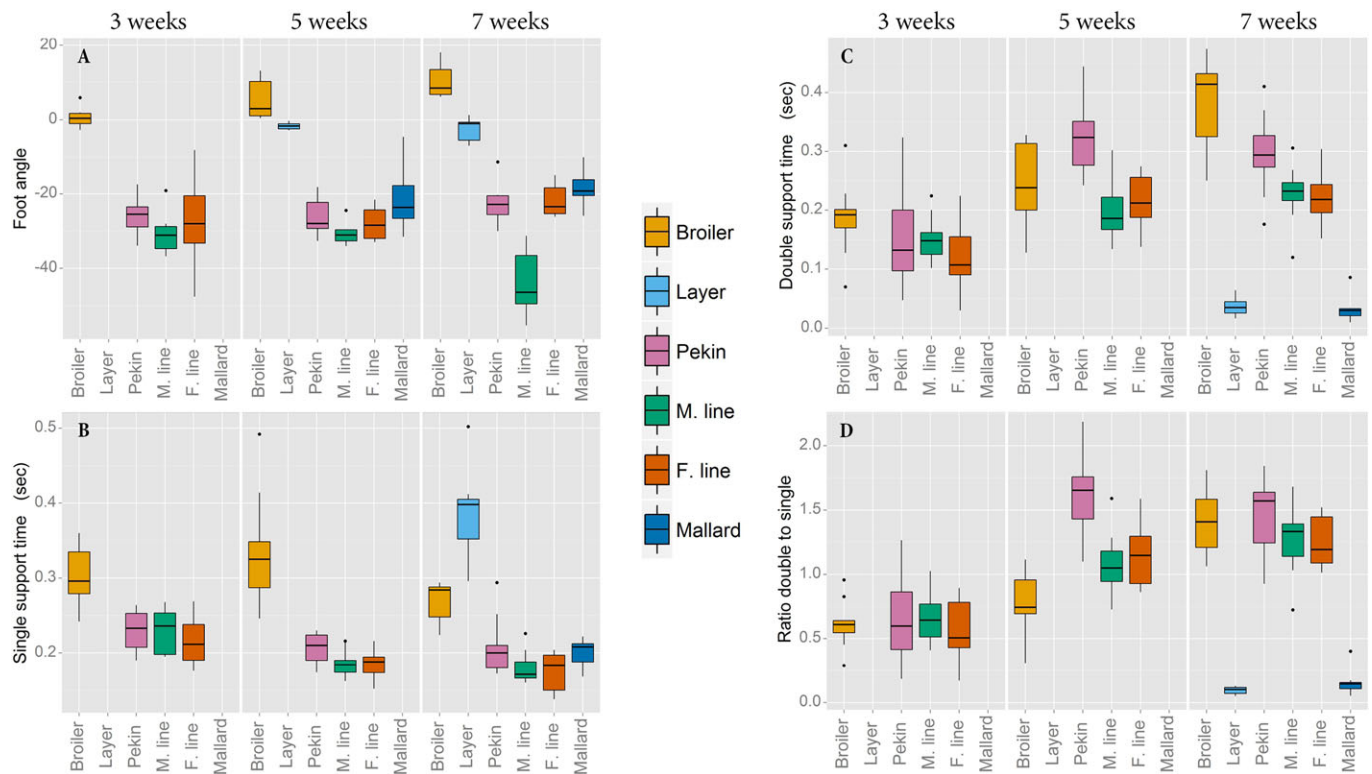 3 weeks 5 weeks 7 weeks
A
20
0
-20
-40
Foot angle
Broiler Layer Pekin M. line F. line Mallard Broiler Layer Pekin M. line F. line Mallard Broiler Layer Pekin M. line F. line Mallard
B
0.5
0.4
0.3
0.2
Single support time (sec)
Broiler Layer Pekin M. line F. line Mallard Broiler Layer Pekin M. line F. line Mallard Broiler Layer Pekin M. line F. line Mallard
Broiler
Layer
Pekin
M. line
F. line
Mallard
3 weeks 5 weeks 7 weeks
C
0.4
0.3
0.2
0.1
0.0
Double support time (sec)
Broiler Layer Pekin M. line F. line Mallard Broiler Layer Pekin M. line F. line Mallard Broiler Layer Pekin M. line F. line Mallard
D
2.0
1.5
1.0
0.5
0.0
Ratio double to single
Broiler Layer Pekin M. line F. line Mallard Broiler Layer Pekin M. line F. line Mallard Broiler Layer Pekin M. line F. line Mallard